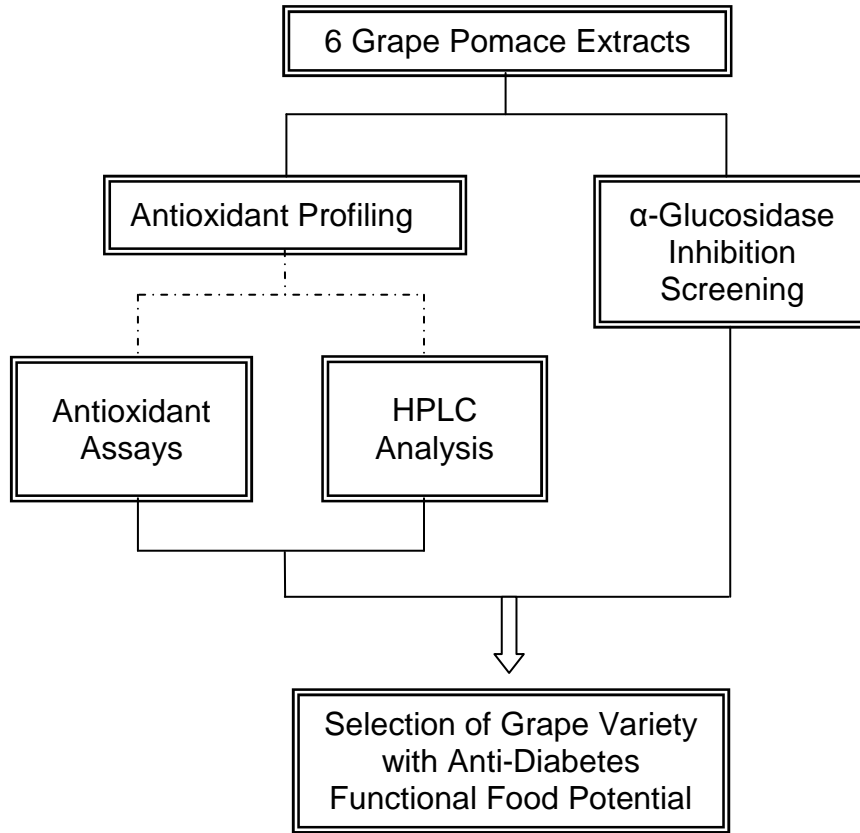 6 Grape Pomace Extracts
Antioxidant Profiling
α-Glucosidase
Inhibition
Screening
Antioxidant
Assays
HPLC
Analysis
Selection of Grape Variety
with Anti-Diabetes
Functional Food Potential